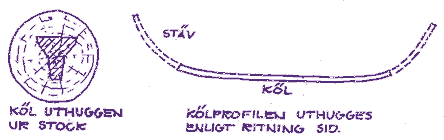 STÄV
KÖL
KÖL UTHUGGEN
UR STOCK
KÖLPROFILEN UTHUGGES
ENLIGT RITNING SID.